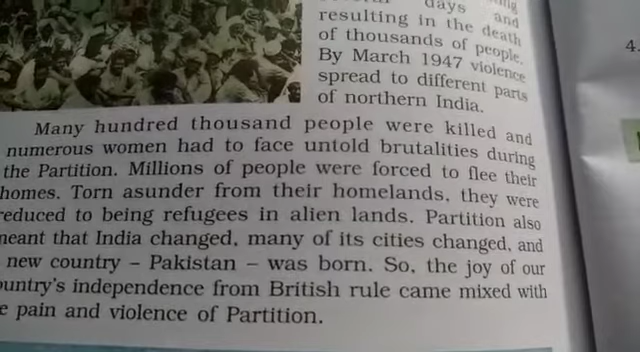 days and
resulting in the death
of thousands of people.
By March 1947 violence
spread to different parts
of northern India.
Many hundred thousand people were killed and
numerous women had to face untold brutalities during
the Partition. Millions of people were forced to flee their
homes. Torn asunder from their homelands, they were
reduced to being refugees in alien lands. Partition also
meant that India changed, many of its cities changed, and
new country – Pakistan – was born. So, the joy of our
ountry's independence from British rule came mixed with
e pain and violence of Partition.
4.